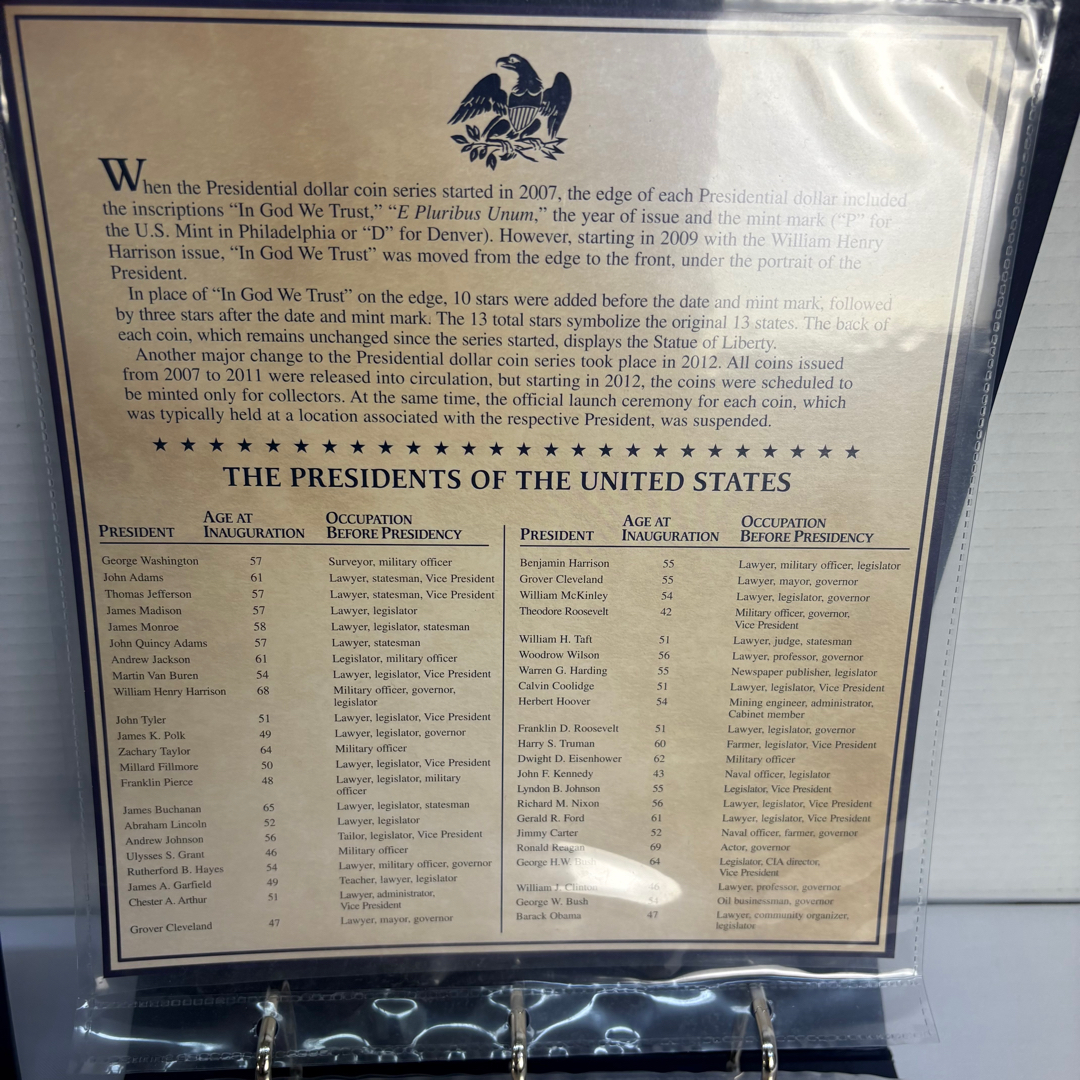 When the Presidential dollar coin series started in 2007, the edge of each Presidential dollar included
the inscriptions “In God We Trust,” “E Pluribus Unum,” the year of issue and the mint mark (“P” for
the U.S. Mint in Philadelphia or “D” for Denver). However, starting in 2009 with the William Henry
Harrison issue, “In God We Trust” was moved from the edge to the front, under the portrait of the
President.
In place of “In God We Trust” on the edge, 10 stars were added before the date and mint mark, followed
by three stars after the date and mint mark. The 13 total stars symbolize the original 13 states. The back of
each coin, which remains unchanged since the series started, displays the Statue of Liberty.
Another major change to the Presidential dollar coin series took place in 2012. All coins issued
from 2007 to 2011 were released into circulation, but starting in 2012, the coins were scheduled to
be minted only for collectors. At the same time, the official launch ceremony for each coin, which
was typically held at a location associated with the respective President, was suspended.
THE PRESIDENTS OF THE UNITED STATES
PRESIDENT AGE AT INAUGURATION OCCUPATION BEFORE PRESIDENCY
George Washington 57 Surveyor, military officer
John Adams 61 Lawyer, statesman, Vice President
Thomas Jefferson 57 Lawyer, statesman, Vice President
James Madison 57 Lawyer, legislator
James Monroe 58 Lawyer, legislator, statesman
John Quincy Adams 57 Lawyer, statesman
Andrew Jackson 61 Legislator, military officer
Martin Van Buren 54 Lawyer, legislator, Vice President
William Henry Harrison 68 Military officer, governor,
legislator
John Tyler 51 Lawyer, legislator, Vice President
James K. Polk 49 Lawyer, legislator, governor
Zachary Taylor 64 Military officer
Millard Fillmore 50 Lawyer, legislator, Vice President
Franklin Pierce 48 Lawyer, legislator, military
officer
James Buchanan 65 Lawyer, legislator, statesman
Abraham Lincoln 52 Lawyer, legislator
Andrew Johnson 56 Tailor, legislator, Vice President
Ulysses S. Grant 46 Military officer
Rutherford B. Hayes 54 Lawyer, military officer, governor
James A. Garfield 49 Teacher, lawyer, legislator
Chester A. Arthur 51 Lawyer, administrator,
Vice President
Grover Cleveland 47 Lawyer, mayor, governor
PRESIDENT AGE AT INAUGURATION OCCUPATION BEFORE PRESIDENCY
Benjamin Harrison 55 Lawyer, military officer, legislator
Grover Cleveland 55 Lawyer, mayor, governor
William McKinley 54 Lawyer, legislator, governor
Theodore Roosevelt 42 Military officer, governor,
Vice President
William H. Taft 51 Lawyer, judge, statesman
Woodrow Wilson 56 Lawyer, professor, governor
Warren G. Harding 55 Newspaper publisher, legislator
Calvin Coolidge 51 Lawyer, legislator, Vice President
Herbert Hoover 54 Mining engineer, administrator,
Cabinet member
Franklin D. Roosevelt 51 Lawyer, legislator, governor
Harry S. Truman 60 Farmer, legislator, Vice President
Dwight D. Eisenhower 62 Military officer
John F. Kennedy 43 Naval officer, legislator
Lyndon B. Johnson 55 Legislator, Vice President
Richard M. Nixon 56 Lawyer, legislator, Vice President
Gerald R. Ford 61 Lawyer, legislator, Vice President
Jimmy Carter 52 Naval officer, farmer, governor
Ronald Reagan 69 Actor, governor
George H.W. Bush 64 Legislator, CIA director,
Vice President
William J. Clinton 46 Lawyer, professor, governor
George W. Bush 54 Oil businessman, governor
Barack Obama 47 Lawyer, community organizer,
legislator